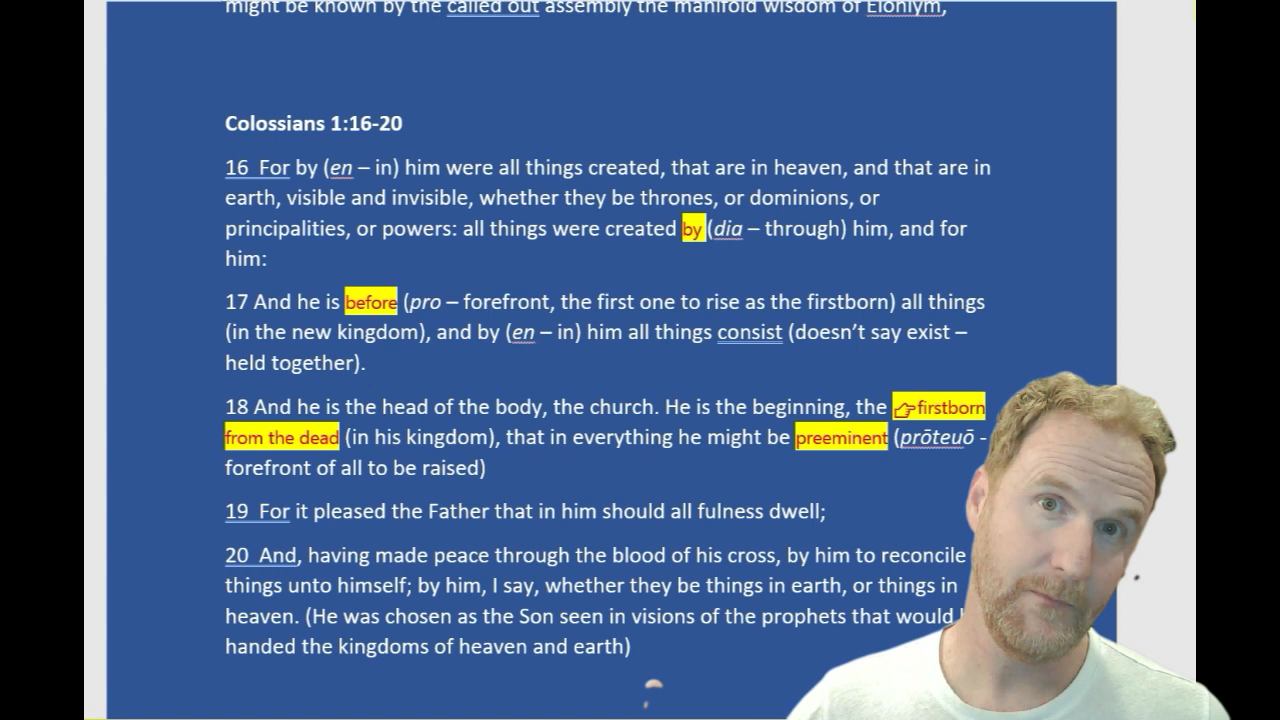 might be known by the called out assembly the manifold wisdom of Elohiym,
Colossians 1:16-20
16 For by (en – in) him were all things created, that are in heaven, and that are in
earth, visible and invisible, whether they be thrones, or dominions, or
principalities, or powers: all things were created by (dia – through) him, and for
him:
17 And he is before (pro – forefront, the first one to rise as the firstborn) all things
(in the new kingdom), and by (en – in) him all things consist (doesn’t say exist –
held together).
18 And he is the head of the body, the church. He is the beginning, the 👉firstborn
from the dead (in his kingdom), that in everything he might be preeminent (prōteuō -
forefront of all to be raised)
19 For it pleased the Father that in him should all fulness dwell;
20 And, having made peace through the blood of his cross, by him to reconcile
things unto himself; by him, I say, whether they be things in earth, or things in
heaven. (He was chosen as the Son seen in visions of the prophets that would
handed the kingdoms of heaven and earth)